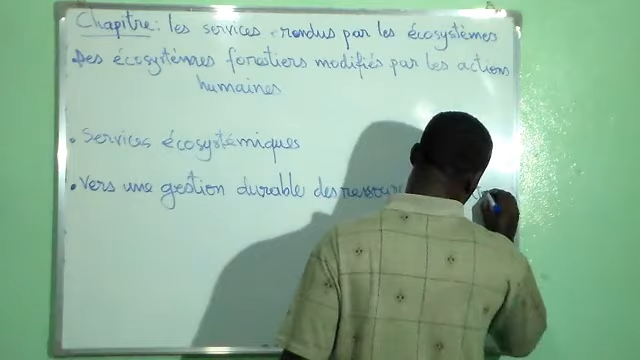 Chapitre: les services rendus par les écosystèmes
Des écosystèmes forestiers modifiés par les actions
humaines
• Services écosystémiques
• Vers une gestion durable des